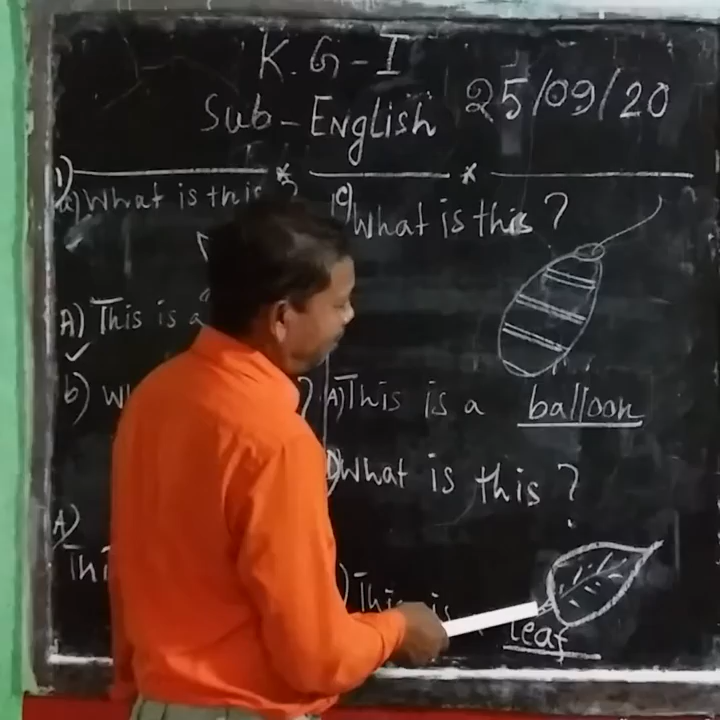 K.G-I
Sub-English 25/09/20
1)
a) What is this ?
A) This is a
b)
?
A)
C) What is this ?
A) This is a balloon
D) What is this ?
) This is
leaf